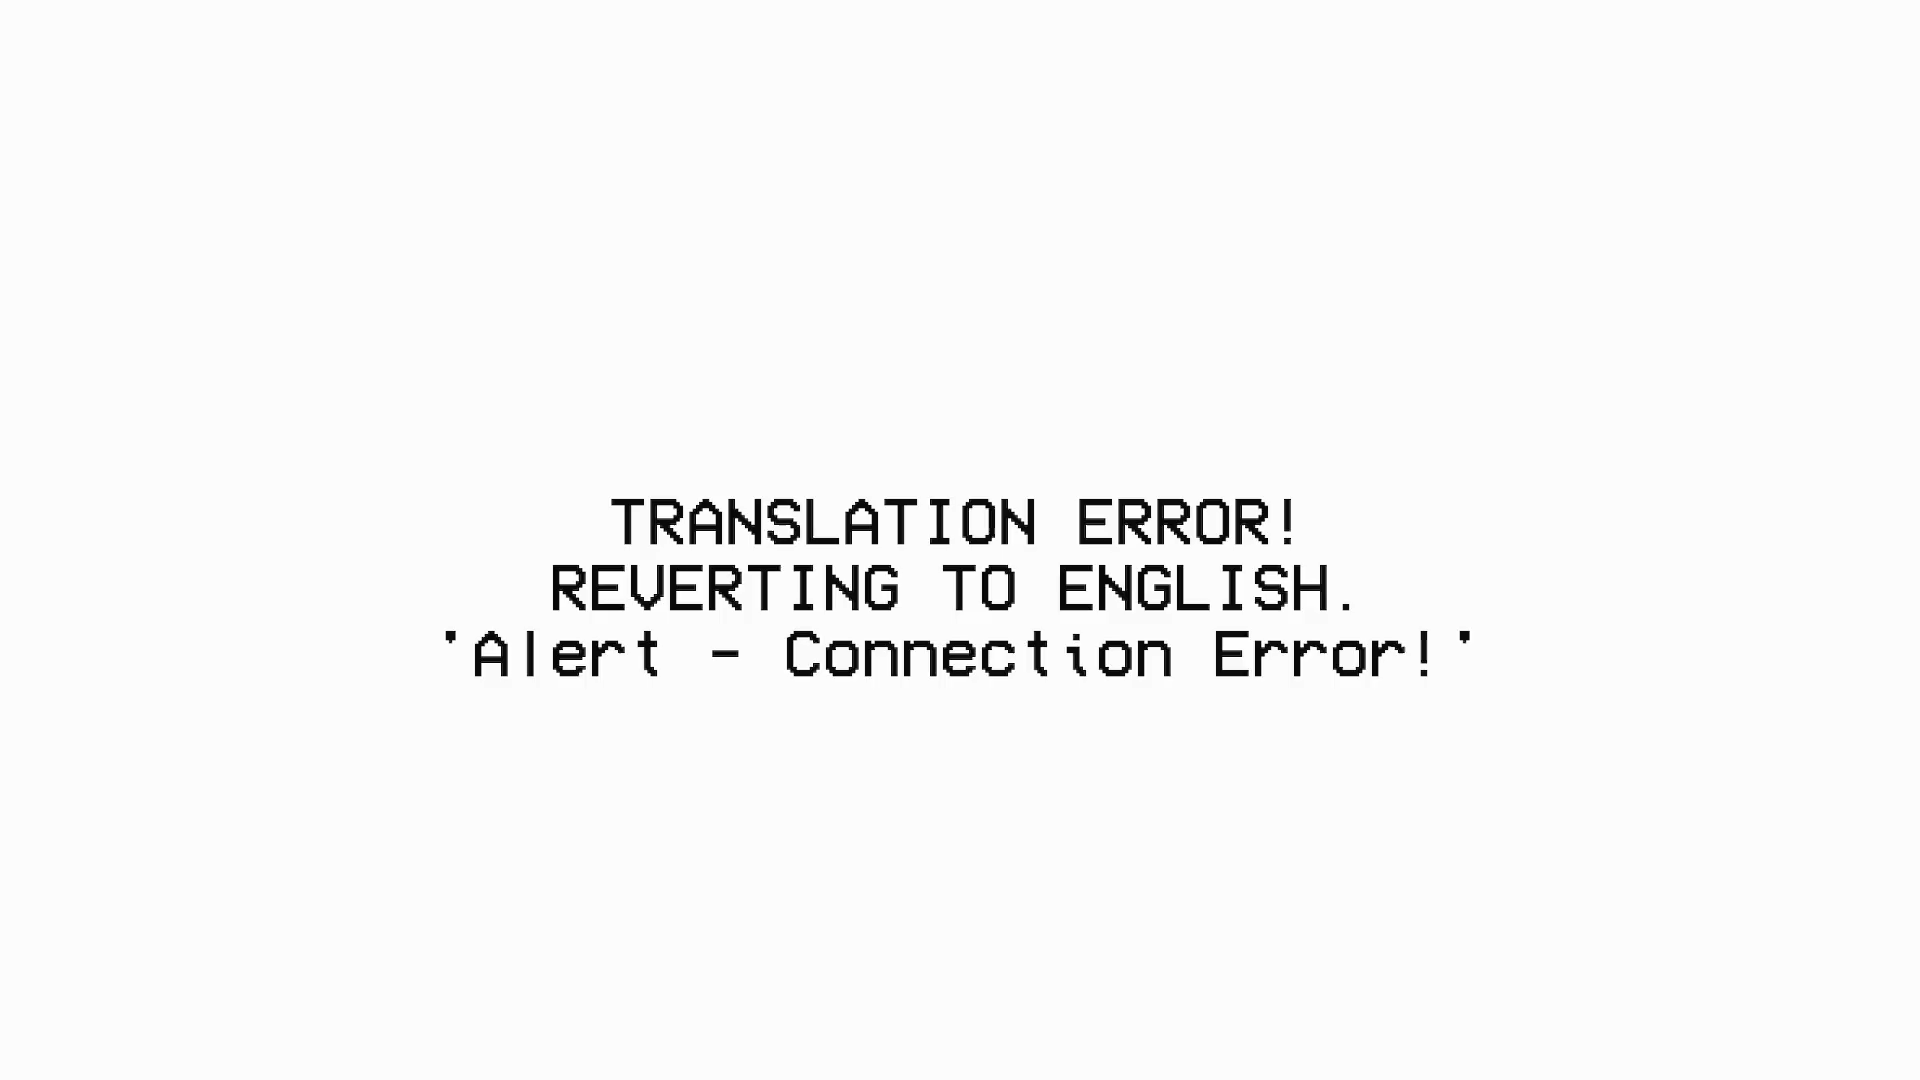 TRANSLATION ERROR!
REVERTING TO ENGLISH.
'Alert - Connection Error!'